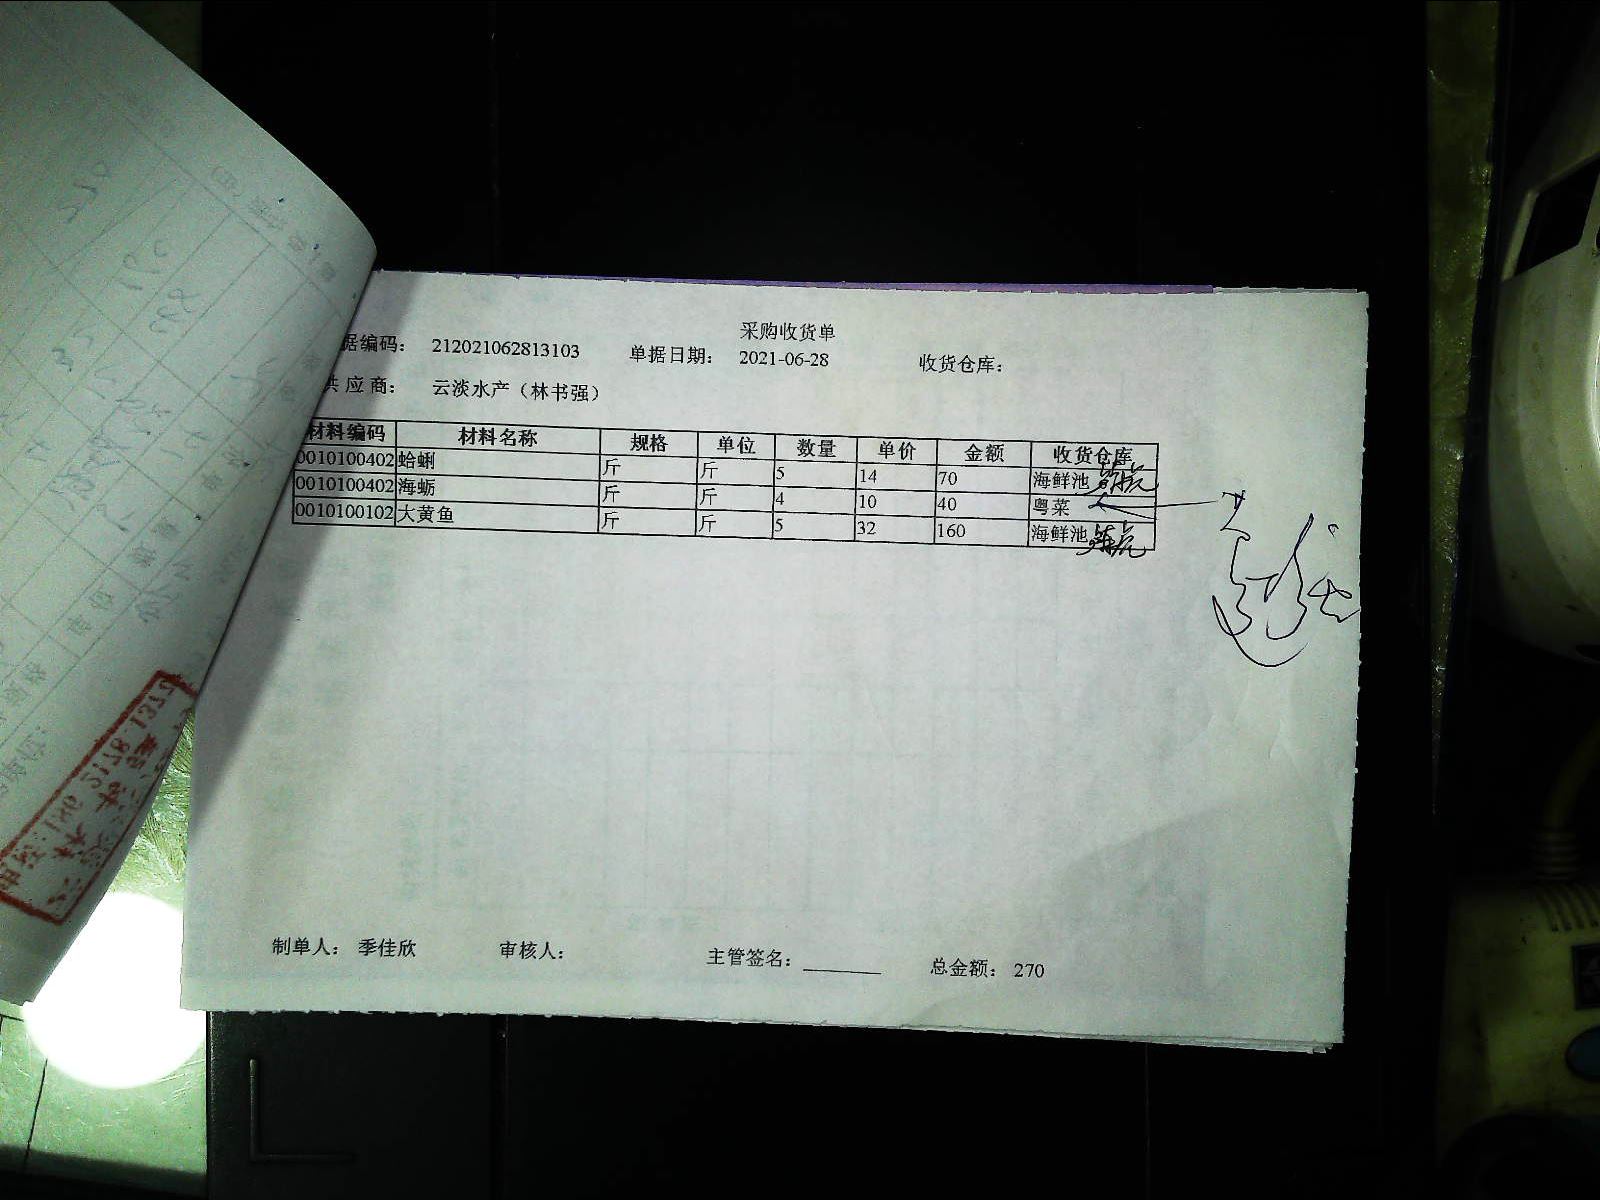 采购收货单
据编码： 212021062813103 单据日期： 2021-06-28 收货仓库：
供 应 商： 云淡水产（林书强）
材料编码 材料名称 规格 单位 数量 单价 金额 收货仓库
0010100402 蛤蜊 斤 斤 5 14 70 海鲜池
0010100402 海蛎 斤 斤 4 10 40 粤菜
0010100102 大黄鱼 斤 斤 5 32 160 海鲜池
制单人： 季佳欣 审核人： 主管签名： 总金额： 270